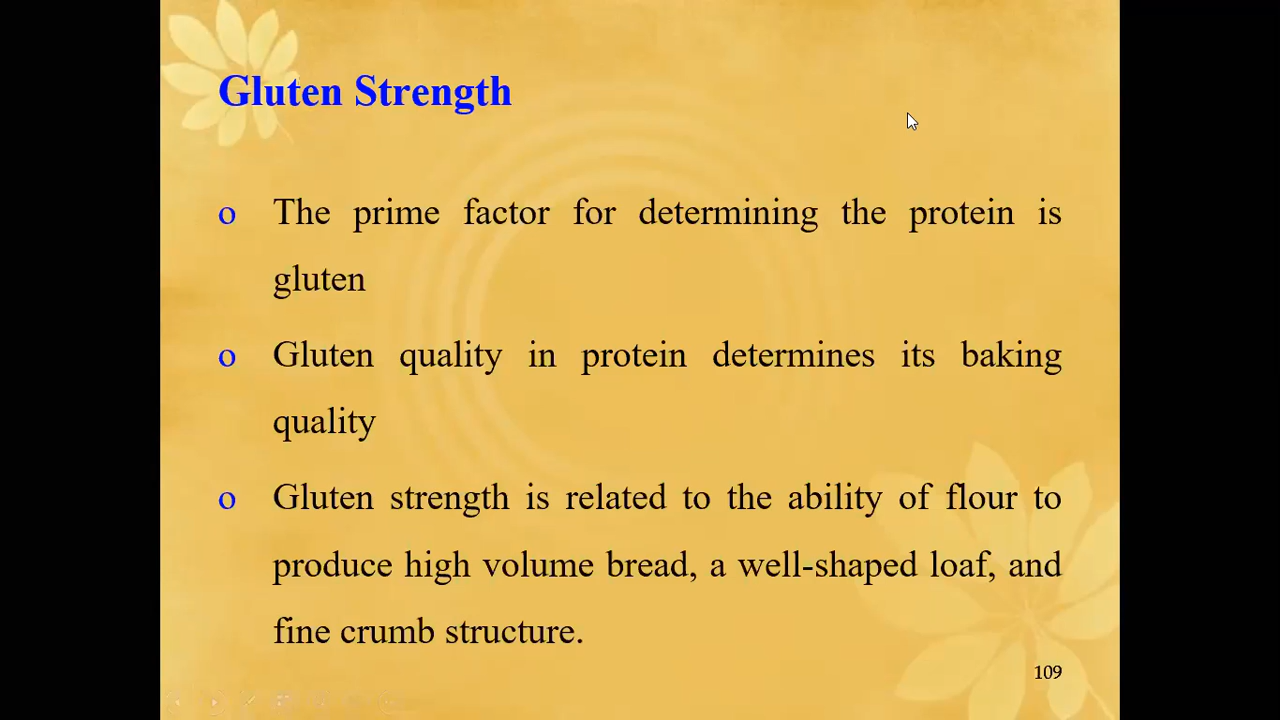 Gluten Strength
o The prime factor for determining the protein is
gluten
o Gluten quality in protein determines its baking
quality
o Gluten strength is related to the ability of flour to
produce high volume bread, a well-shaped loaf, and
fine crumb structure.
109